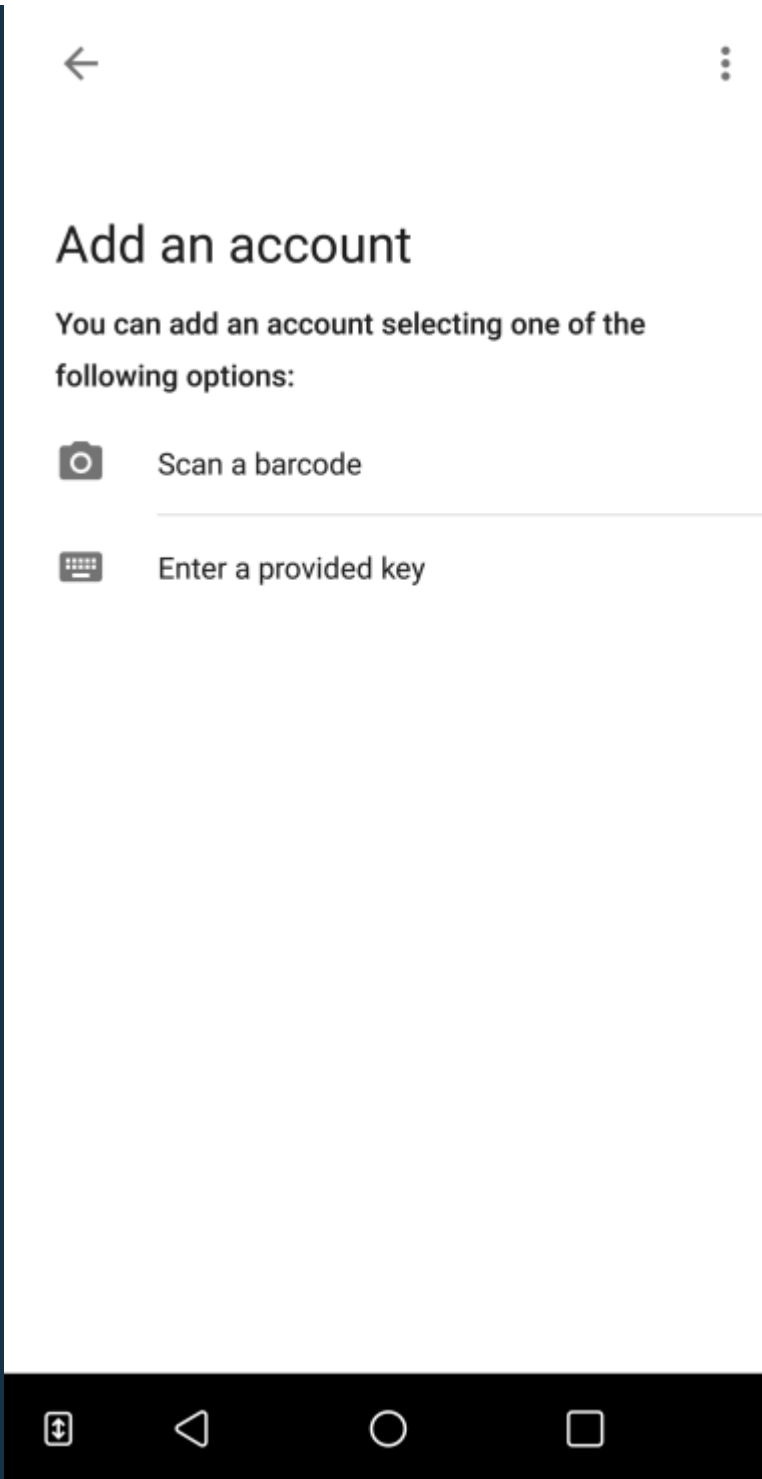 Add an account
You can add an account selecting one of the
following options:
Scan a barcode
Enter a provided key